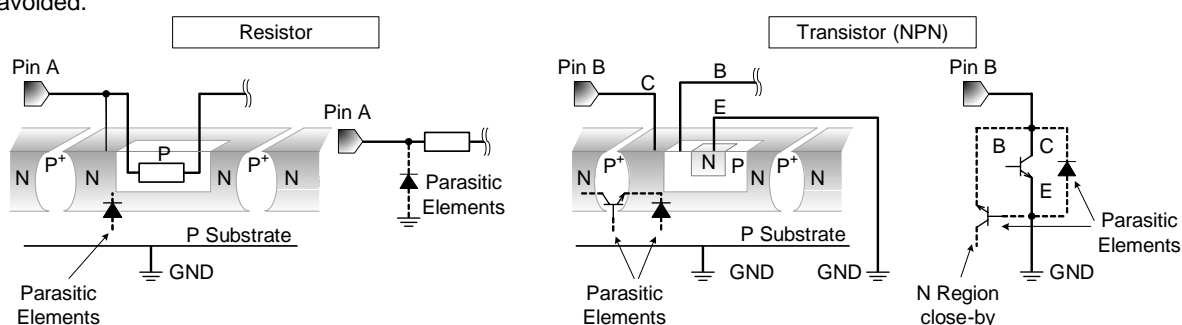 avoided.
Resistor
Transistor (NPN)
Pin A
Pin A
N P+ N P N P+ N
Parasitic
Elements
P Substrate
GND
Parasitic
Elements
Pin B
C
B
E
N P+ N P P+ N
P Substrate
GND
GND
Parasitic
Elements
Pin B
B C
E
Parasitic
Elements
GND
N Region
close-by